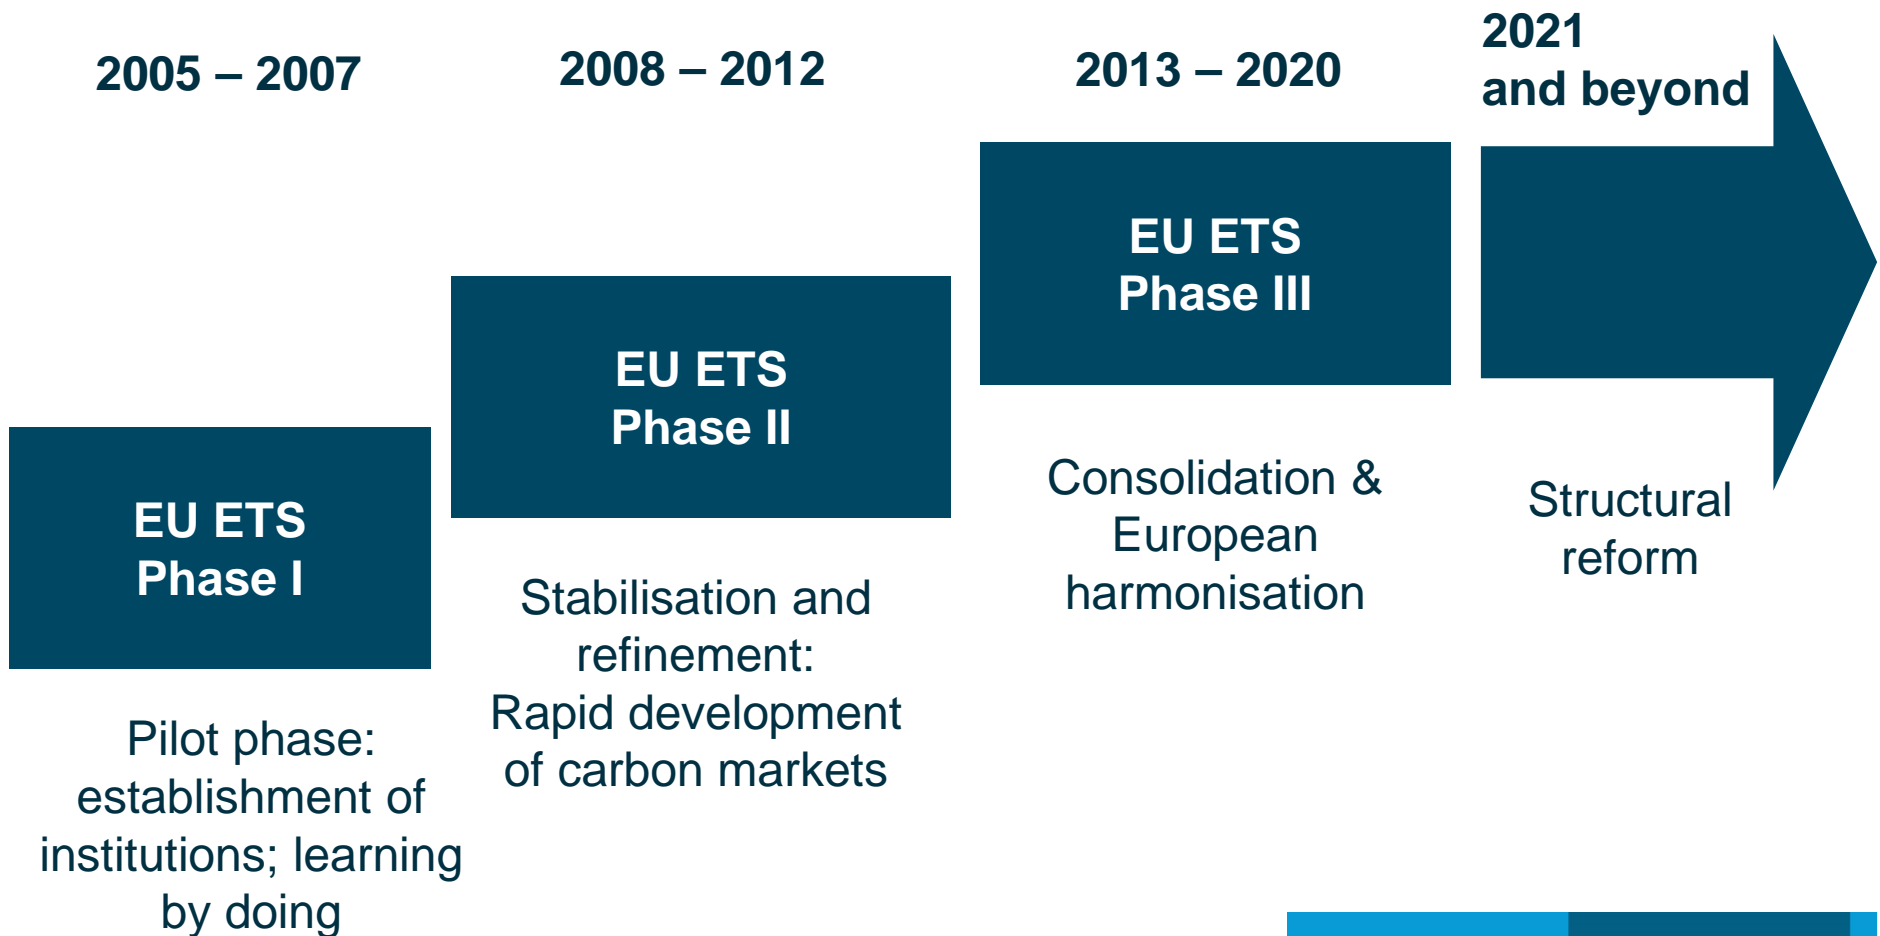 2005 – 2007
2008 – 2012
2013 – 2020
2021
and beyond
EU ETS
Phase I
EU ETS
Phase II
EU ETS
Phase III
Pilot phase:
establishment of
institutions; learning
by doing
Stabilisation and
refinement:
Rapid development
of carbon markets
Consolidation &
European
harmonisation
Structural
reform